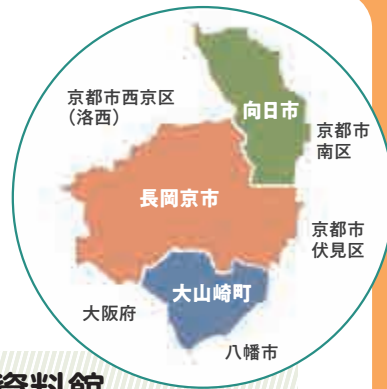 京都市西京区
（洛西）
向日市
京都市
南区
長岡京市
京都市
伏見区
大山崎町
大阪府
八幡市
資料館